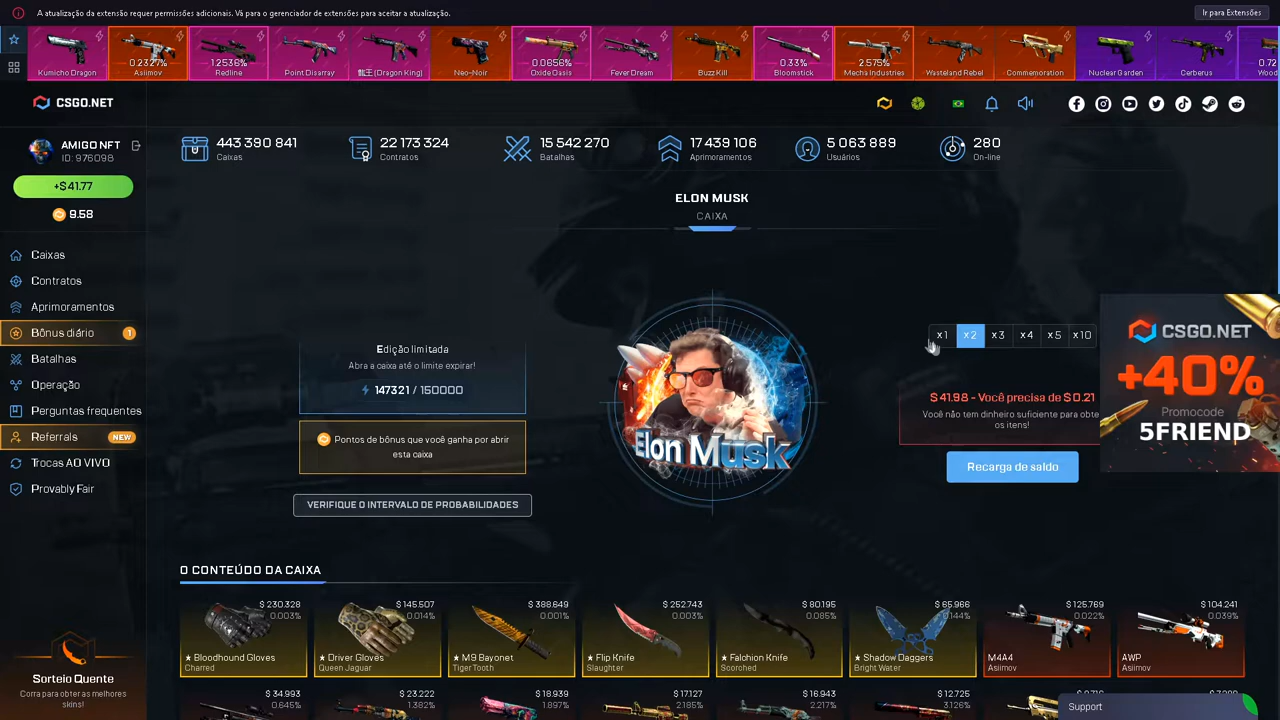 A atualização da extensão requer permissões adicionais. Vá para o gerenciador de extensões para aceitar a atualização.
Ir para Extensões
Kumicho Dragon
0.2327%
Asiimov
1.2536%
Redline
Point Disarray
龍王 (Dragon King)
Neo-Noir
0.0656%
Oxide Oasis
Fever Dream
Buzz Kill
0.33%
Bloomstick
2.575%
Mecha Industries
Wasteland Rebel
Commemoration
Nuclear Garden
Cerberus
0.72
Wood
CSGO.NET
AMIGO NFT
ID: 976098
+$41.77
9.58
443 390 841
Caixas
22 173 324
Contratos
15 542 270
Batalhas
17 439 106
Aprimoramentos
5 063 889
Usuários
280
On-line
ELON MUSK
CAIXA
Caixas
Contratos
Aprimoramentos
Bônus diário
1
Batalhas
Operação
Perguntas frequentes
Referrals
NEW
Trocas AO VIVO
Provably Fair
Sorteio Quente
Corra para obter as melhores
skins!
Edição limitada
Abra a caixa até o limite expirar!
147321 / 150000
Pontos de bônus que você ganha por abrir
esta caixa
VERIFIQUE O INTERVALO DE PROBABILIDADES
Elon Musk
x1
x2
x3
x4
x5
x10
$ 41.98 - Você precisa de $ 0.21
Você não tem dinheiro suficiente para obte
os itens!
Recarga de saldo
CSGO.NET
+40%
Promocode
5FRIEND
O CONTEÚDO DA CAIXA
$ 230.328
0.003%
★ Bloodhound Gloves
Charred
$ 145.507
0.014%
★ Driver Gloves
Queen Jaguar
$ 388.649
0.001%
★ M9 Bayonet
Tiger Tooth
$ 252.743
0.003%
★ Flip Knife
Slaughter
$ 80.195
0.085%
★ Falchion Knife
Scorched
$ 65.966
0.144%
★ Shadow Daggers
Bright Water
$ 125.769
0.022%
M4A4
Asiimov
$ 104.241
0.039%
AWP
Asiimov
$ 34.993
0.645%
$ 23.222
1.382%
$ 18.939
1.897%
$ 17.127
2.185%
$ 16.943
2.217%
$ 12.725
3.126%
Support